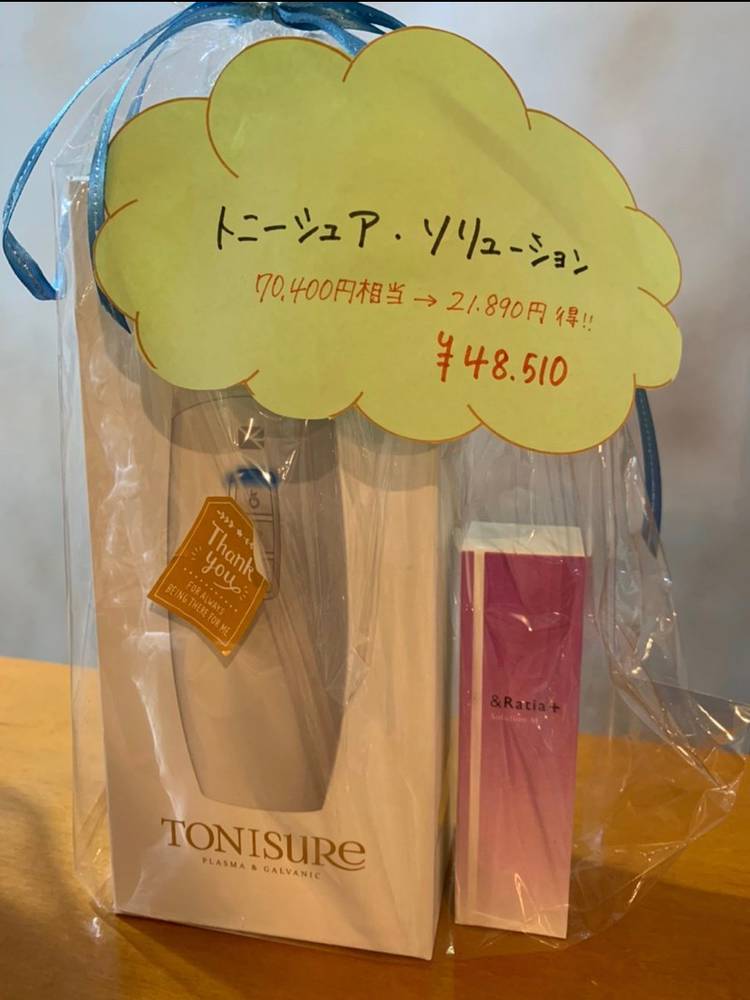 トニーシュア・ソリューション
70,400円相当→21.890円 得!!
¥48.510
Thank
you
FOR ALWAYS
BEING THERE FOR ME
&Ratia+
Solution
TONISURE
PLASMA & GALVANIC